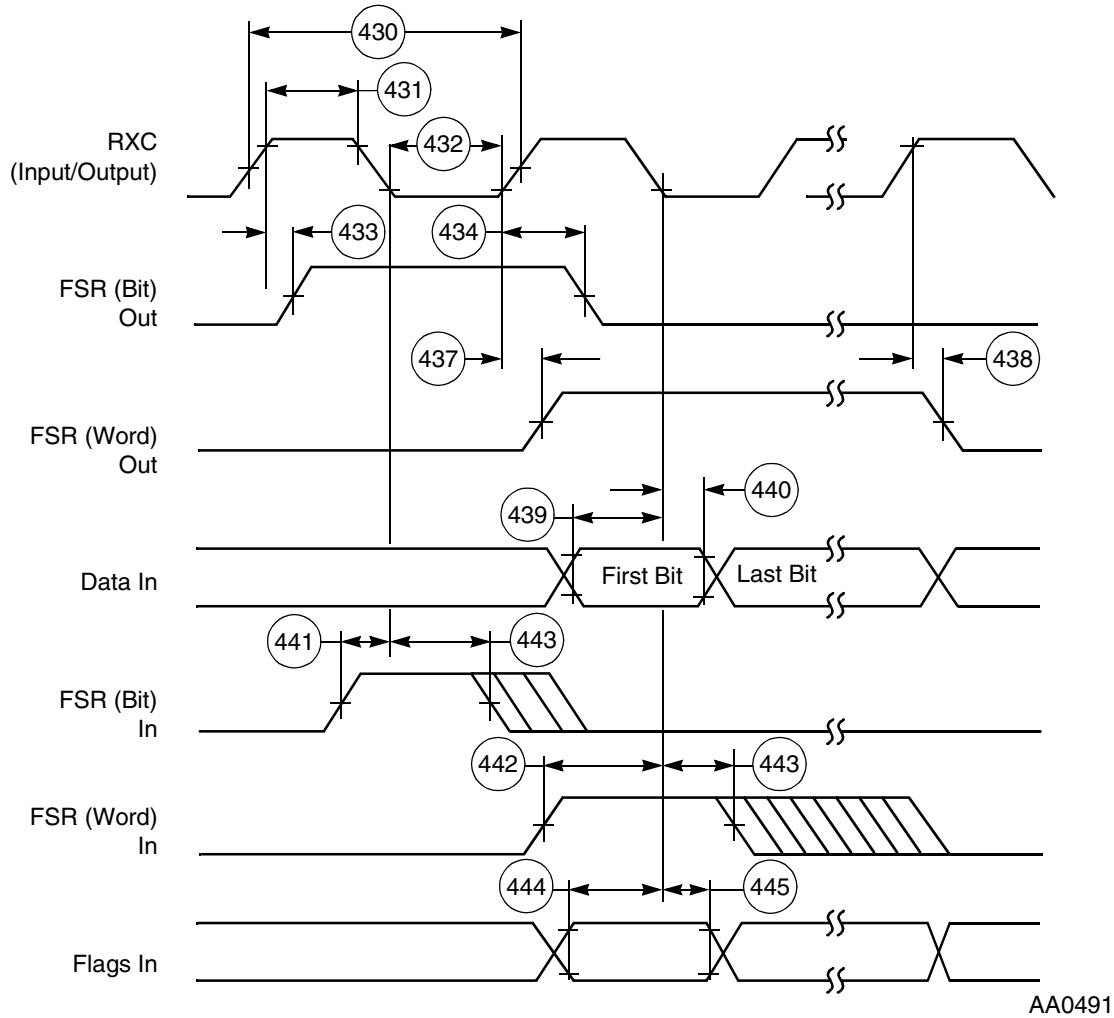 430
431
RXC
(Input/Output)
432
433
434
FSR (Bit)
Out
437
438
FSR (Word)
Out
439
440
Data In
First Bit
Last Bit
441
443
FSR (Bit)
In
442
443
FSR (Word)
In
444
445
Flags In
AA0491